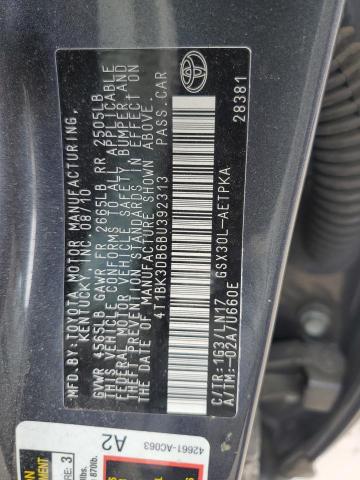 MFD. BY: TOYOTA MOTOR MANUFACTURING,
KENTUCKY, INC. 08/10
GVWR 4565LB GAWR FR 2665LB RR 2505LB
THIS VEHICLE CONFORMS TO ALL APPLICABLE
FEDERAL MOTOR VEHICLE SAFETY, BUMPER, AND
THEFT PREVENTION STANDARDS IN EFFECT
ON THE DATE OF MANUFACTURE SHOWN ABOVE.
4T1BK3DB6BU392313 PASS.CAR
C/TR: 1G3/LN17 GSX30L-AETPKA
A/TM: -02A/U660E
28381
42661-AC063
A2